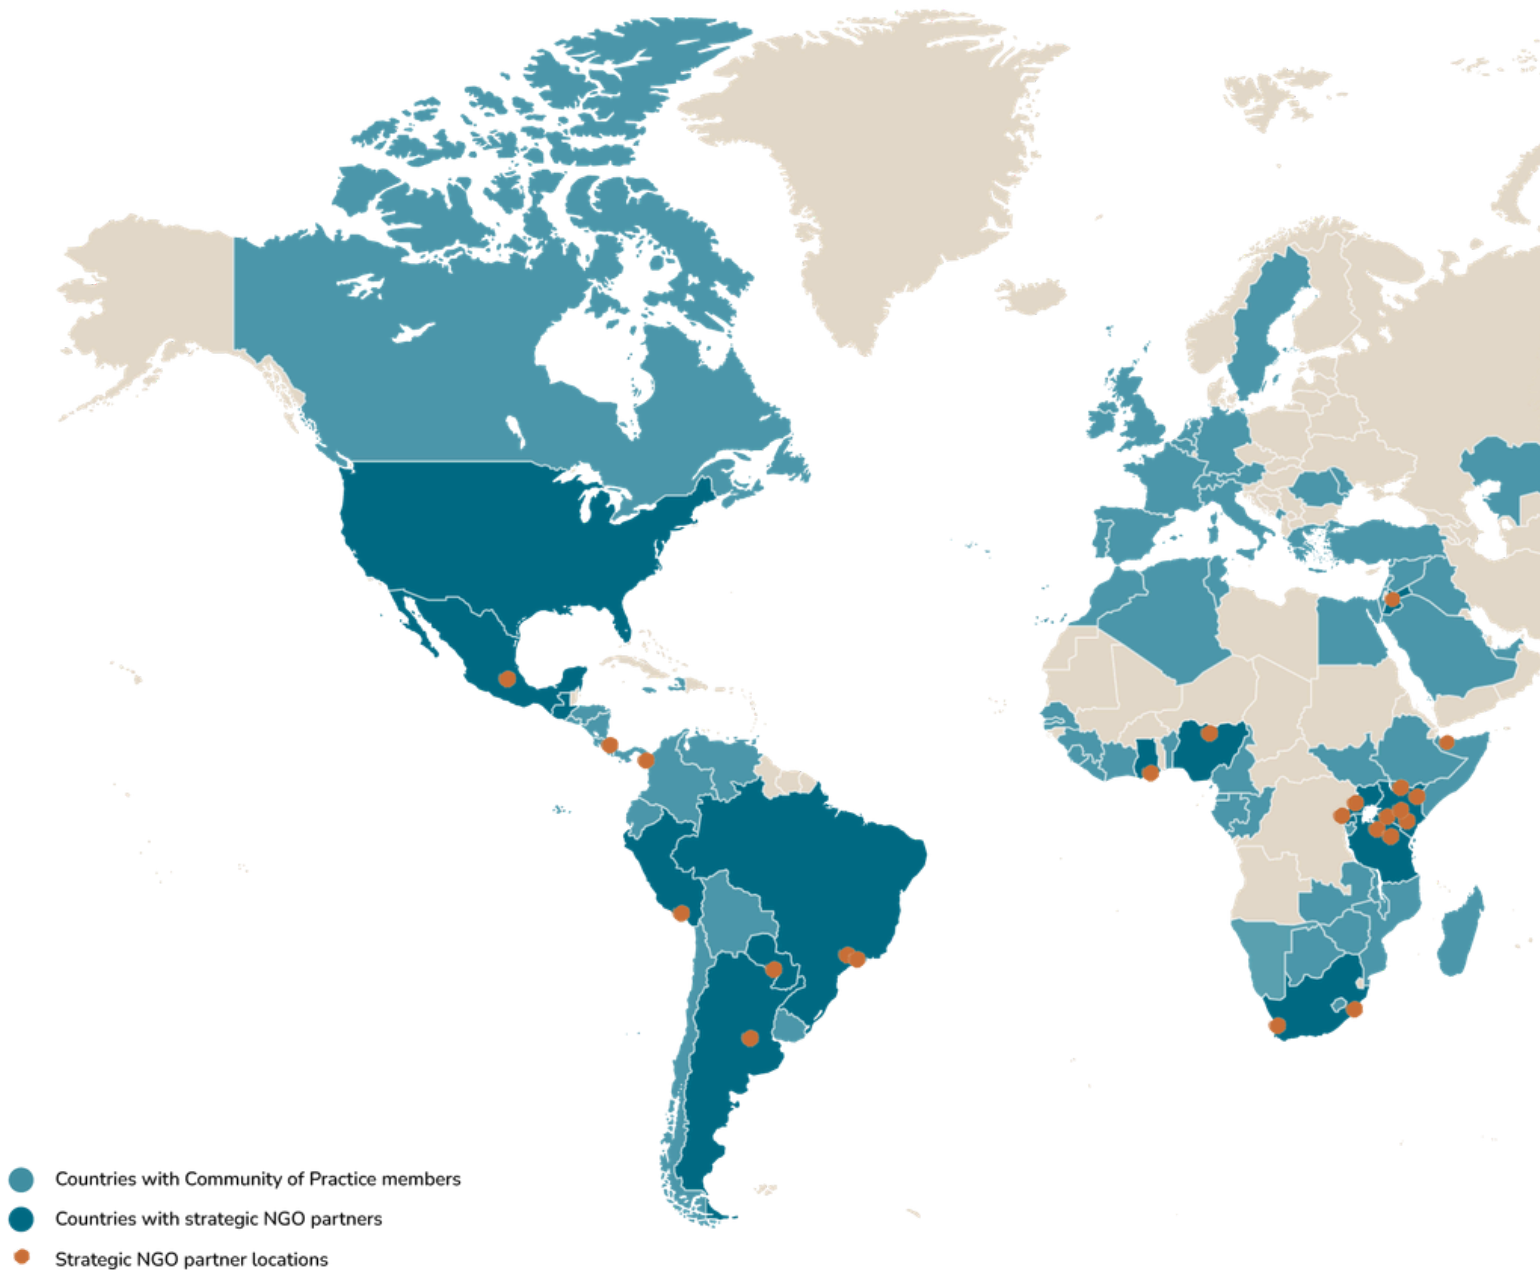 Countries with Community of Practice members
Countries with strategic NGO partners
Strategic NGO partner locations